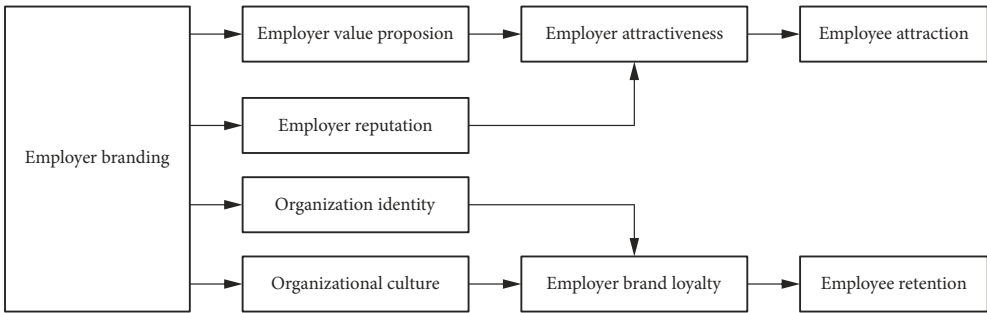 Employer value proposion
Employer attractiveness
Employee attraction
Employer reputation
Employer branding
Organization identity
Organizational culture
Employer brand loyalty
Employee retention